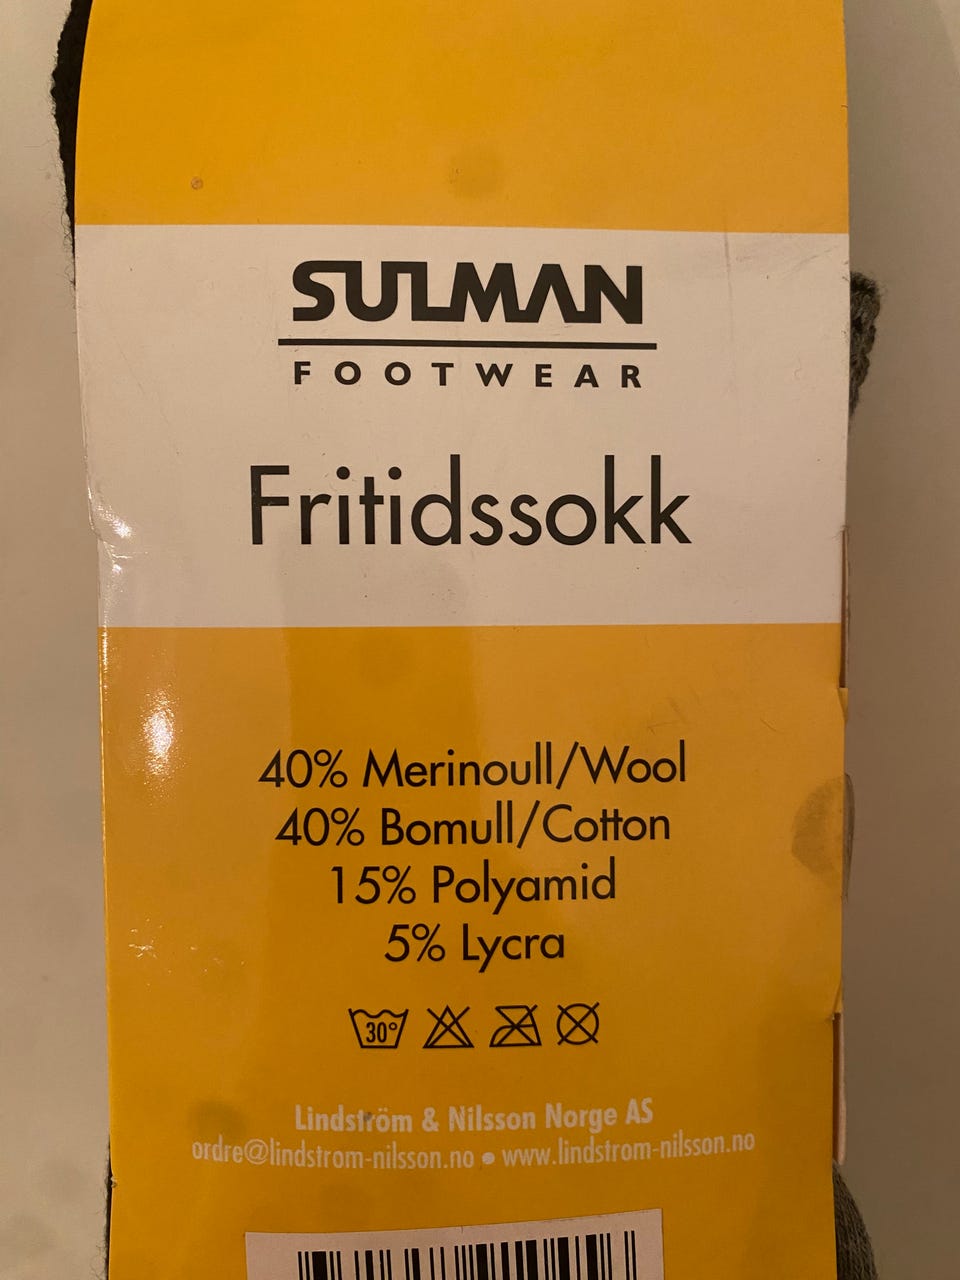 SULMAN
FOOTWEAR
Fritidssokk
40% Merinoull/Wool
40% Bomull/Cotton
15% Polyamid
5% Lycra
30°
Lindström & Nilsson Norge AS
ordre@lindstrom-nilsson.no • www.lindstrom-nilsson.no